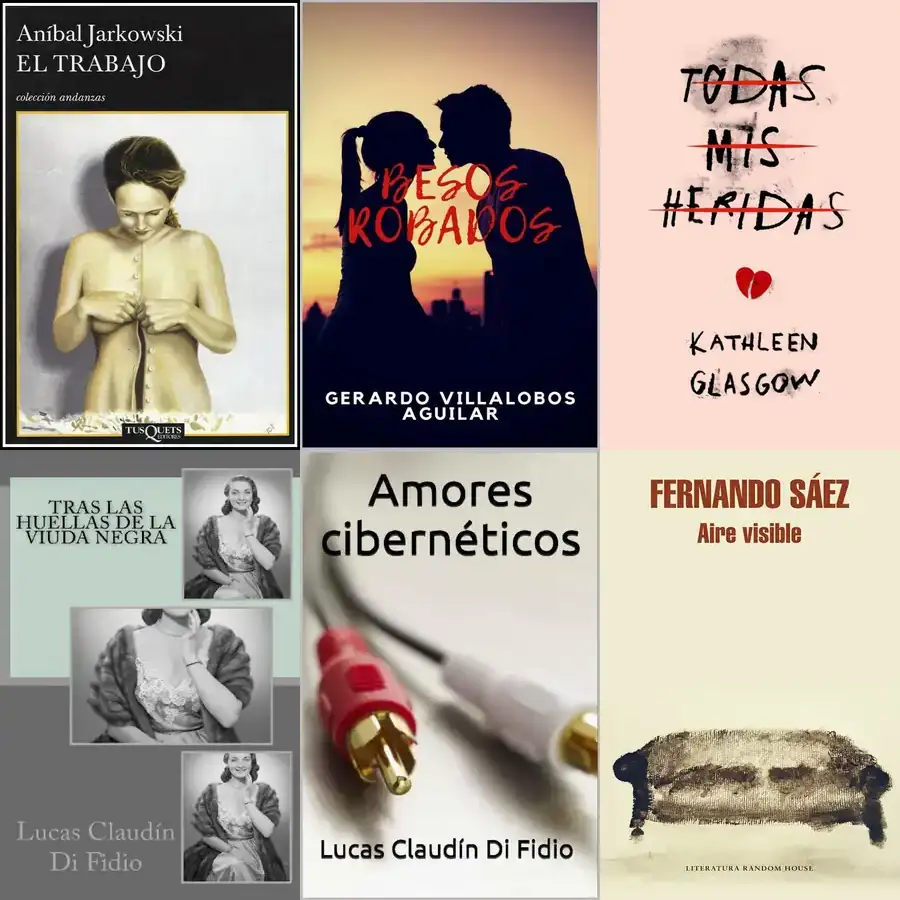 Aníbal Jarkowski
EL TRABAJO
colección andanzas
TUSQUETS
EDITORES
BESOS
ROBADOS
GERARDO VILLALOBOS
AGUILAR
TODAS
MIS
HERIDAS
KATHLEEN
GLASGOW
TRAS LAS
HUELLAS DE LA
VIUDA NEGRA
Lucas Claudín
Di Fidio
Amores
cibernéticos
Lucas Claudín Di Fidio
FERNANDO SÁEZ
Aire visible
LITERATURA RANDOM HOUSE